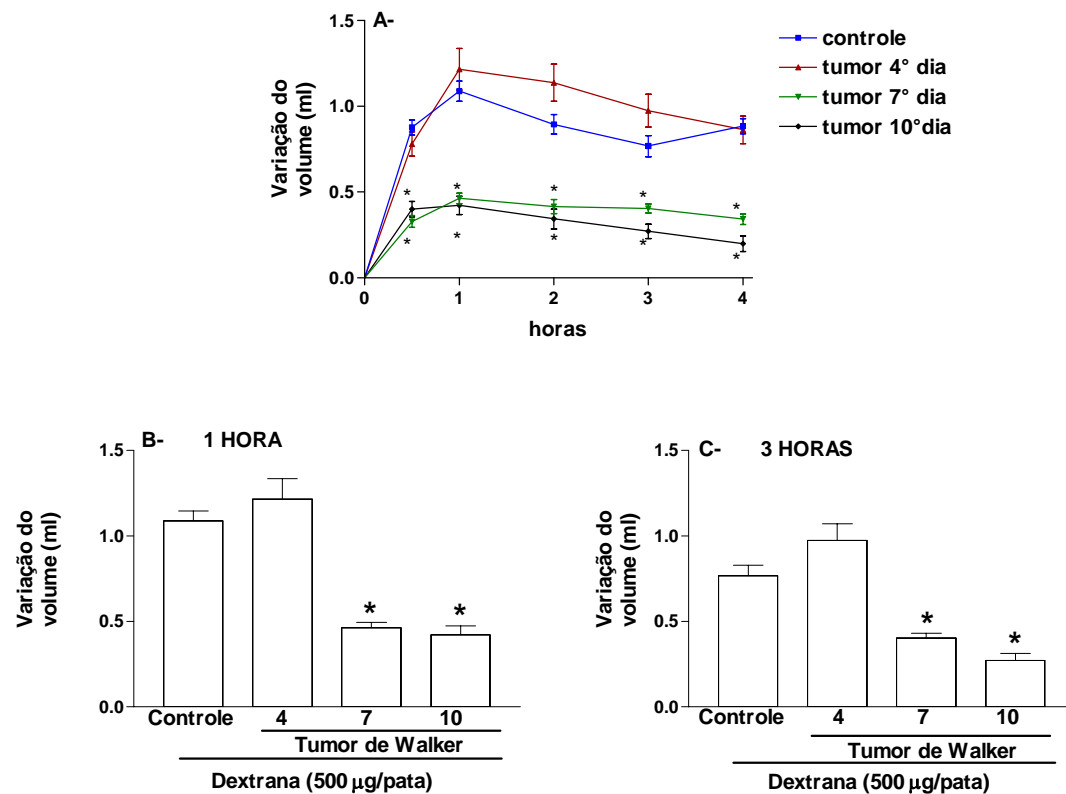 A-
1.5
1.0
0.5
0.0
Variação do
volume (ml)
0 1 2 3 4
horas
* * * * *
* * * * *
controle
tumor 4° dia
tumor 7° dia
tumor 10°dia
B- 1 HORA
1.5
1.0
0.5
0.0
Variação do
volume (ml)
* *
Controle 4 7 10
Tumor de Walker
Dextrana (500 µg/pata)
C- 3 HORAS
1.5
1.0
0.5
0.0
Variação do
volume (ml)
* *
Controle 4 7 10
Tumor de Walker
Dextrana (500 µg/pata)